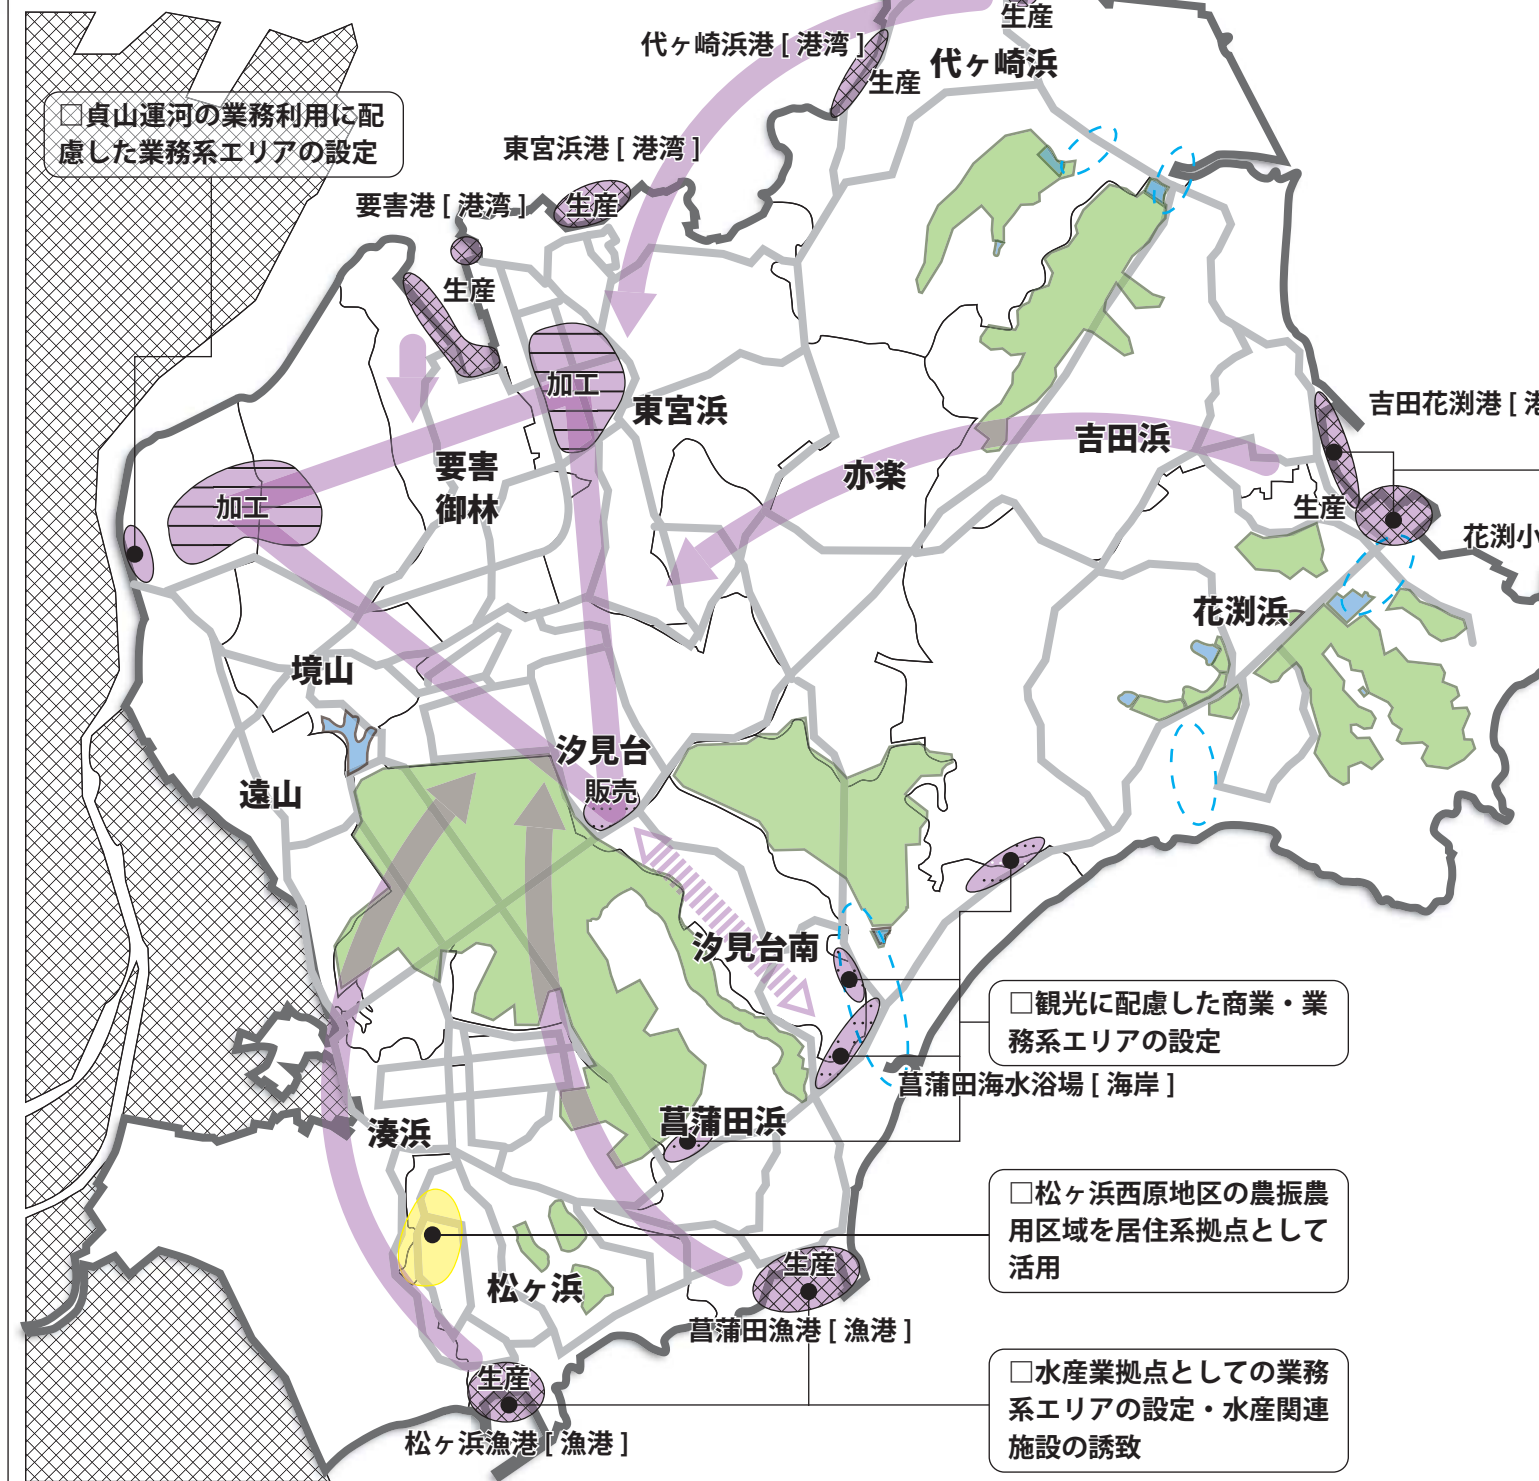 生産
代ヶ崎浜港 [ 港湾 ]
代ヶ崎浜
生産
□貞山運河の業務利用に配
慮した業務系エリアの設定
東宮浜港 [ 港湾 ]
要害港 [ 港湾 ]
生産
生産
加工
東宮浜
吉田花渕港 [ 港
吉田浜
要害
御林
亦楽
加工
生産
花渕小
花渕浜
境山
汐見台
販売
遠山
汐見台南
□観光に配慮した商業・業
務系エリアの設定
菖蒲田海水浴場 [ 海岸 ]
菖蒲田浜
湊浜
□松ヶ浜西原地区の農振農
用区域を居住系拠点として
活用
生産
松ヶ浜
菖蒲田漁港 [ 漁港 ]
□水産業拠点としての業務
系エリアの設定・水産関連
施設の誘致
生産
松ヶ浜漁港 [ 漁港 ]